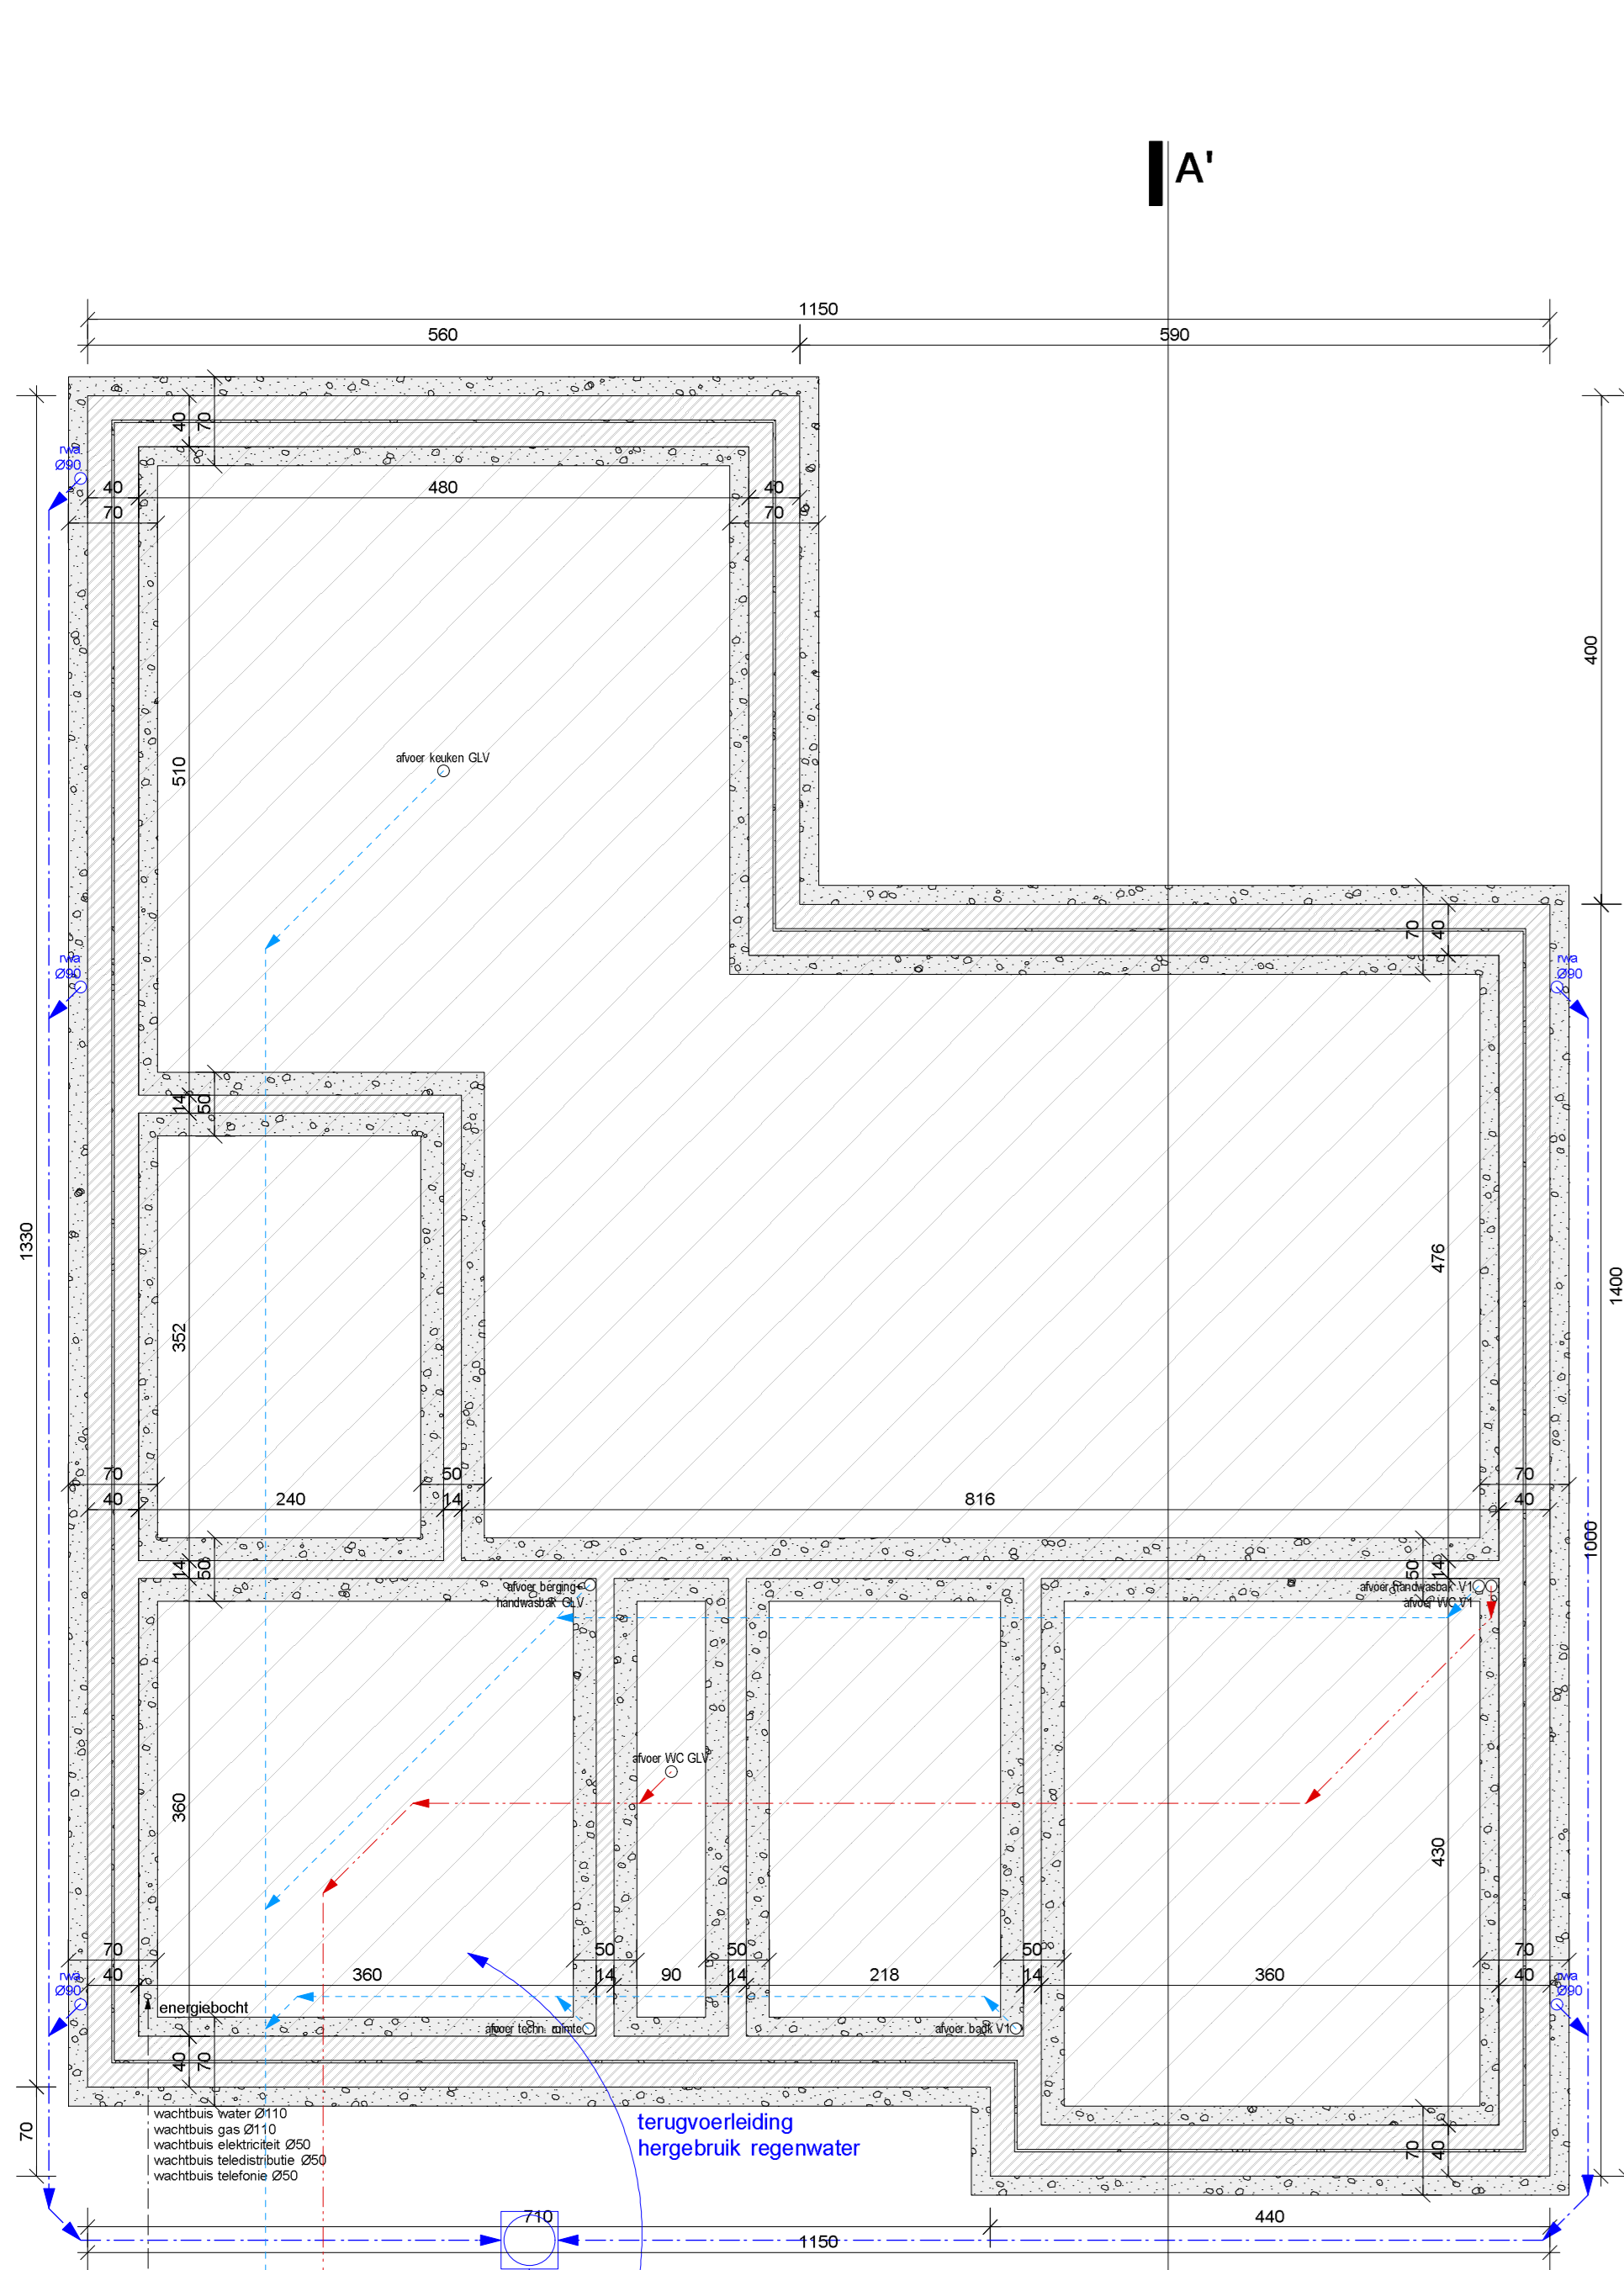 A'
1150
560
590
40
70
rwa
Ø90
40
480
40
70
70
400
afvoer keuken GLV
510
70
40
rwa
Ø90
rwa
Ø90
14
50
1330
476
1400
352
70
50
70
40
240
14
816
40
14
50
50
14
1000
afvoer berging+
handwasbak GLV
afvoer handwasbak V1
afvoer WC V1
afvoer WC GLV
360
430
70
50
50
50
70
40
360
14
90
14
218
14
360
40
rwa
Ø90
rwa
Ø90
energiebocht
afvoer techn. ruimte
afvoer badk V1
40
70
70
wachtbuis water Ø110
wachtbuis gas Ø110
wachtbuis elektriciteit Ø50
wachtbuis teledistributie Ø50
wachtbuis telefonie Ø50
terugvoerleiding
hergebruik regenwater
70
40
710
440
1150